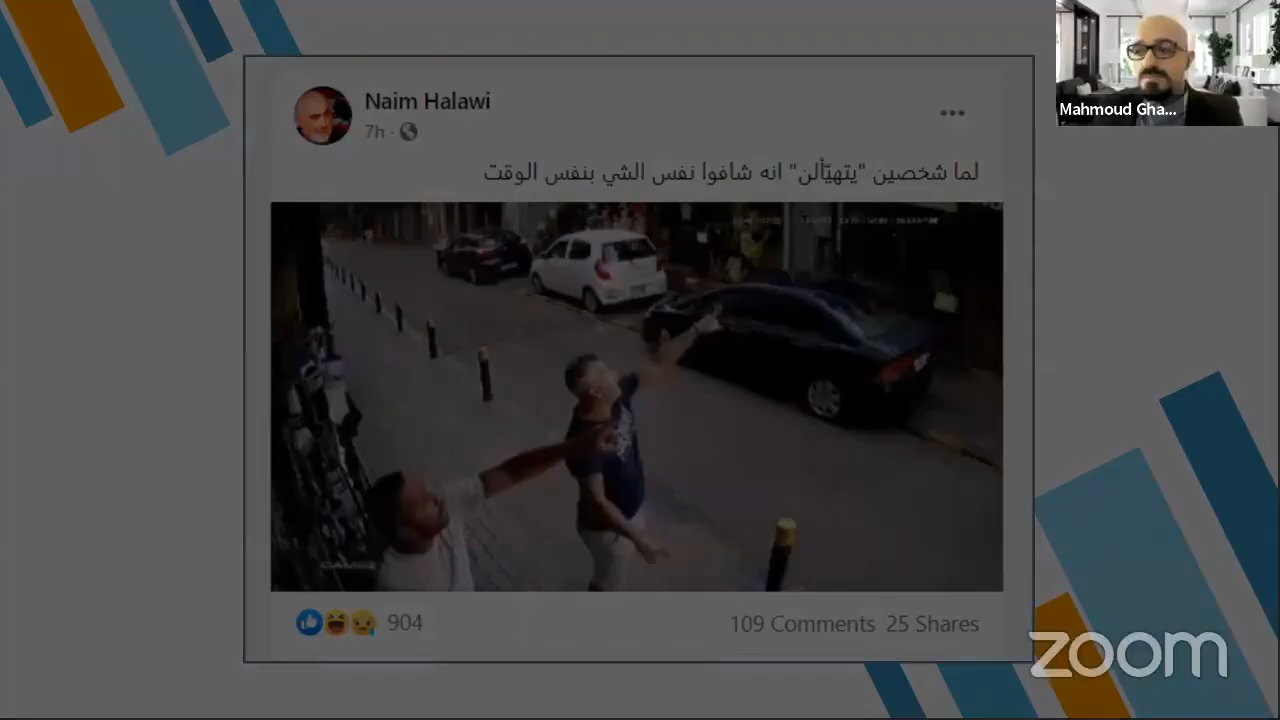 Mahmoud Gha...
Naim Halawi
7h ·
لما شخصين "يتهيّألن" انه شافوا نفس الشي بنفس الوقت
904
109 Comments 25 Shares
zoom